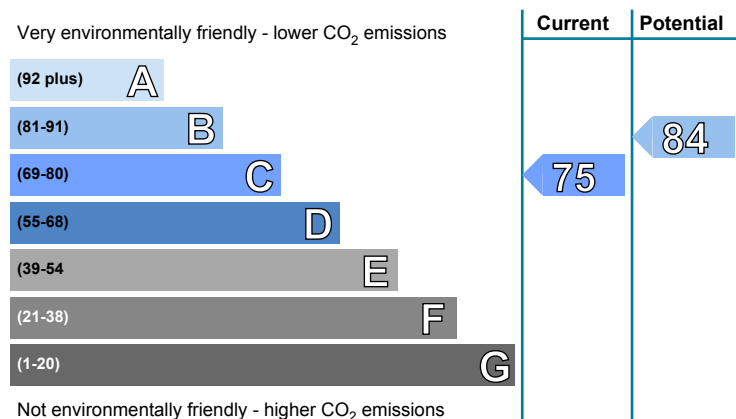 Very environmentally friendly - lower CO2 emissions
Current
Potential
(92 plus) A
(81-91) B
84
(69-80) C
75
(55-68) D
(39-54 E
(21-38) F
(1-20) G
Not environmentally friendly - higher CO2 emissions